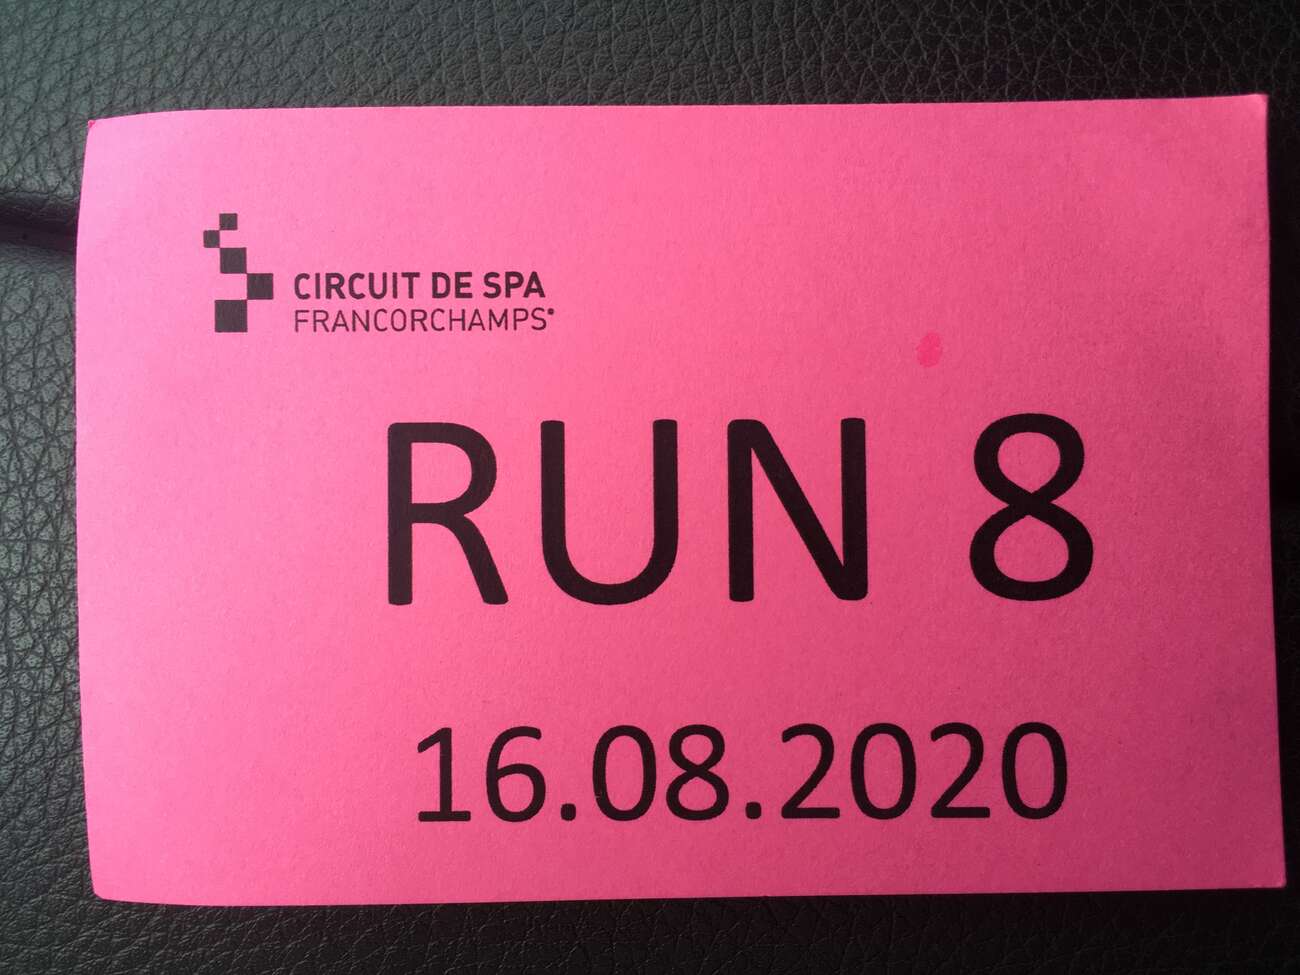 CIRCUIT DE SPA
FRANCORCHAMPS
RUN 8
16.08.2020